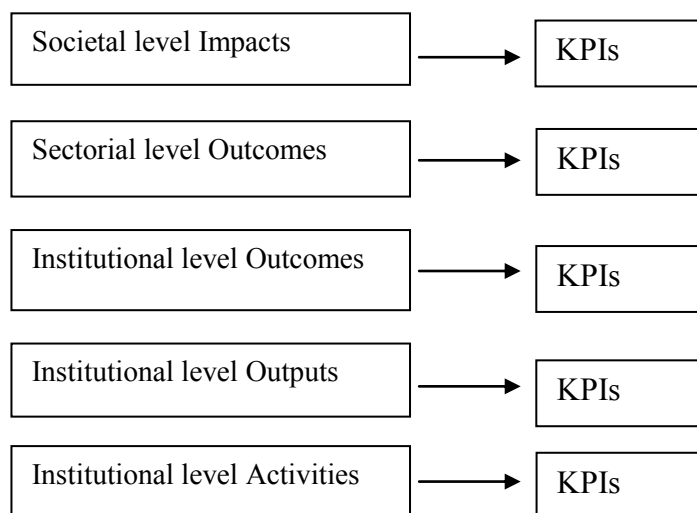 Societal level Impacts
KPIs
Sectorial level Outcomes
KPIs
Institutional level Outcomes
KPIs
Institutional level Outputs
KPIs
Institutional level Activities
KPIs